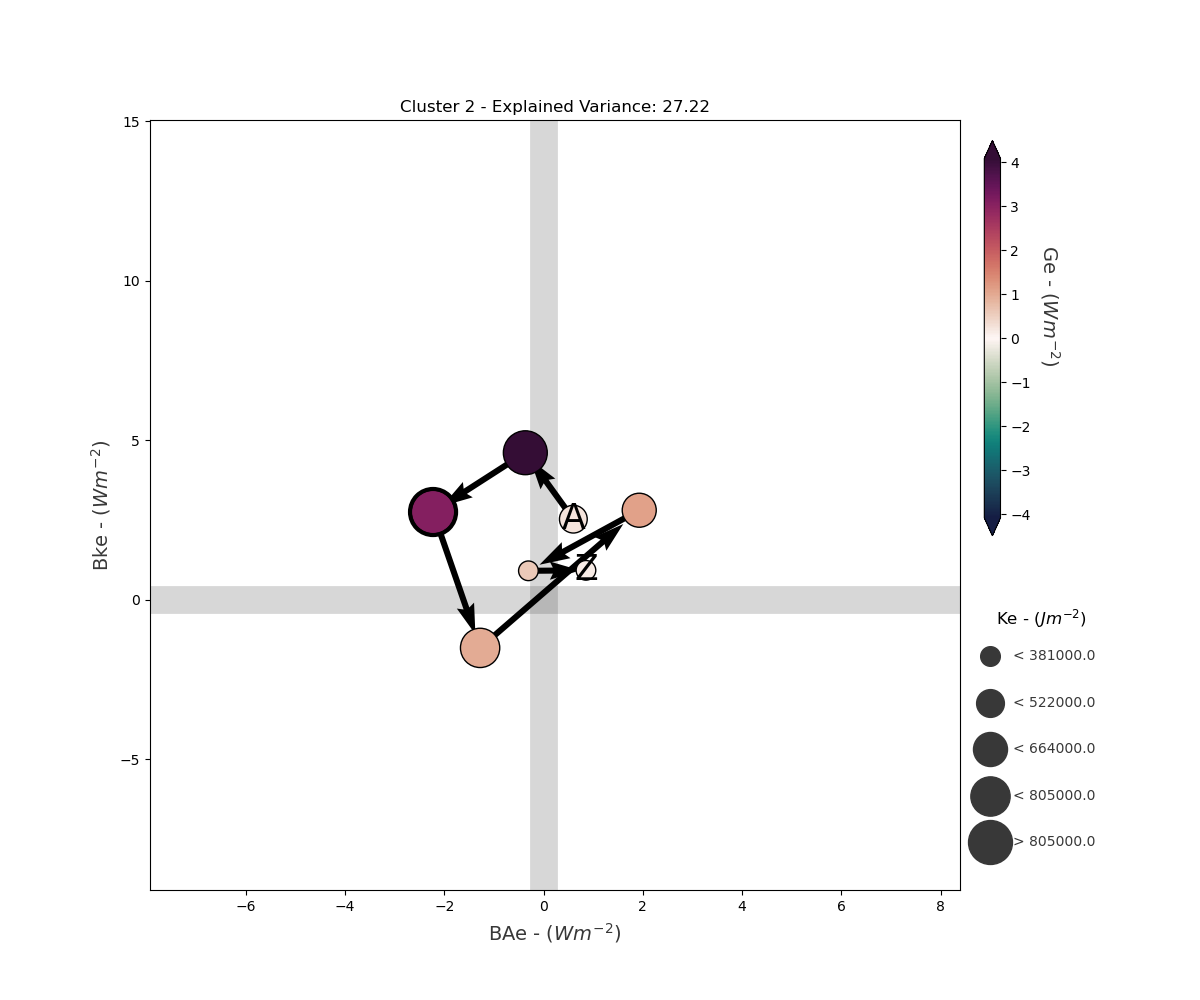 Cluster 2 - Explained Variance: 27.22
15
10
5
0
−5
Bke - (Wm⁻²)
A
Z
−6 −4 −2 0 2 4 6 8
BAe - (Wm⁻²)
4
3
2
1
0
−1
−2
−3
−4
Ge - (Wm⁻²)
Ke - (Jm⁻²)
< 381000.0
< 522000.0
< 664000.0
< 805000.0
> 805000.0